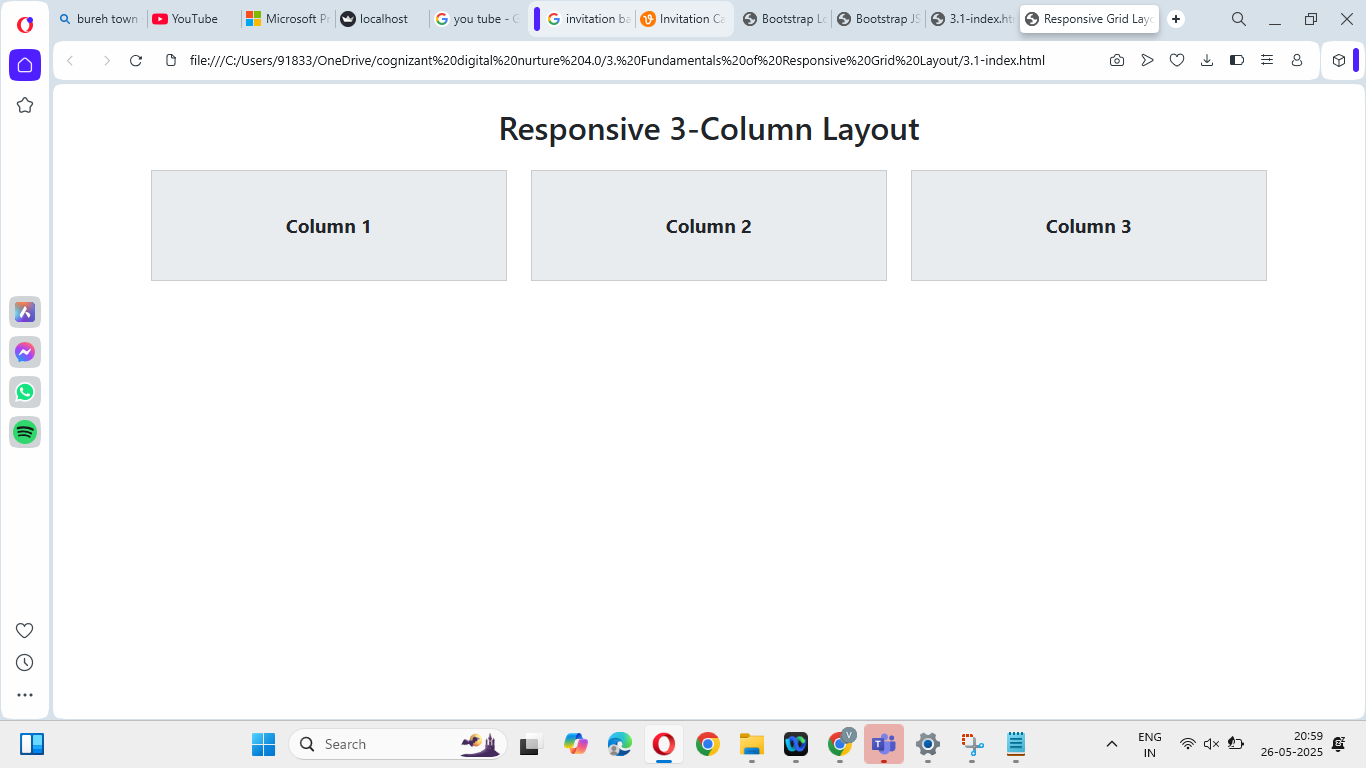 bureh town
YouTube
Microsoft Pr
localhost
you tube - G
invitation ba
Invitation Ca
Bootstrap Lo
Bootstrap JS
3.1-index.ht
Responsive Grid Layo
file:///C:/Users/91833/OneDrive/cognizant%20digital%20nurture%204.0/3.%20Fundamentals%20of%20Responsive%20Grid%20Layout/3.1-index.html
Responsive 3-Column Layout
Column 1
Column 2
Column 3
Search
V
ENG
IN
20:59
26-05-2025